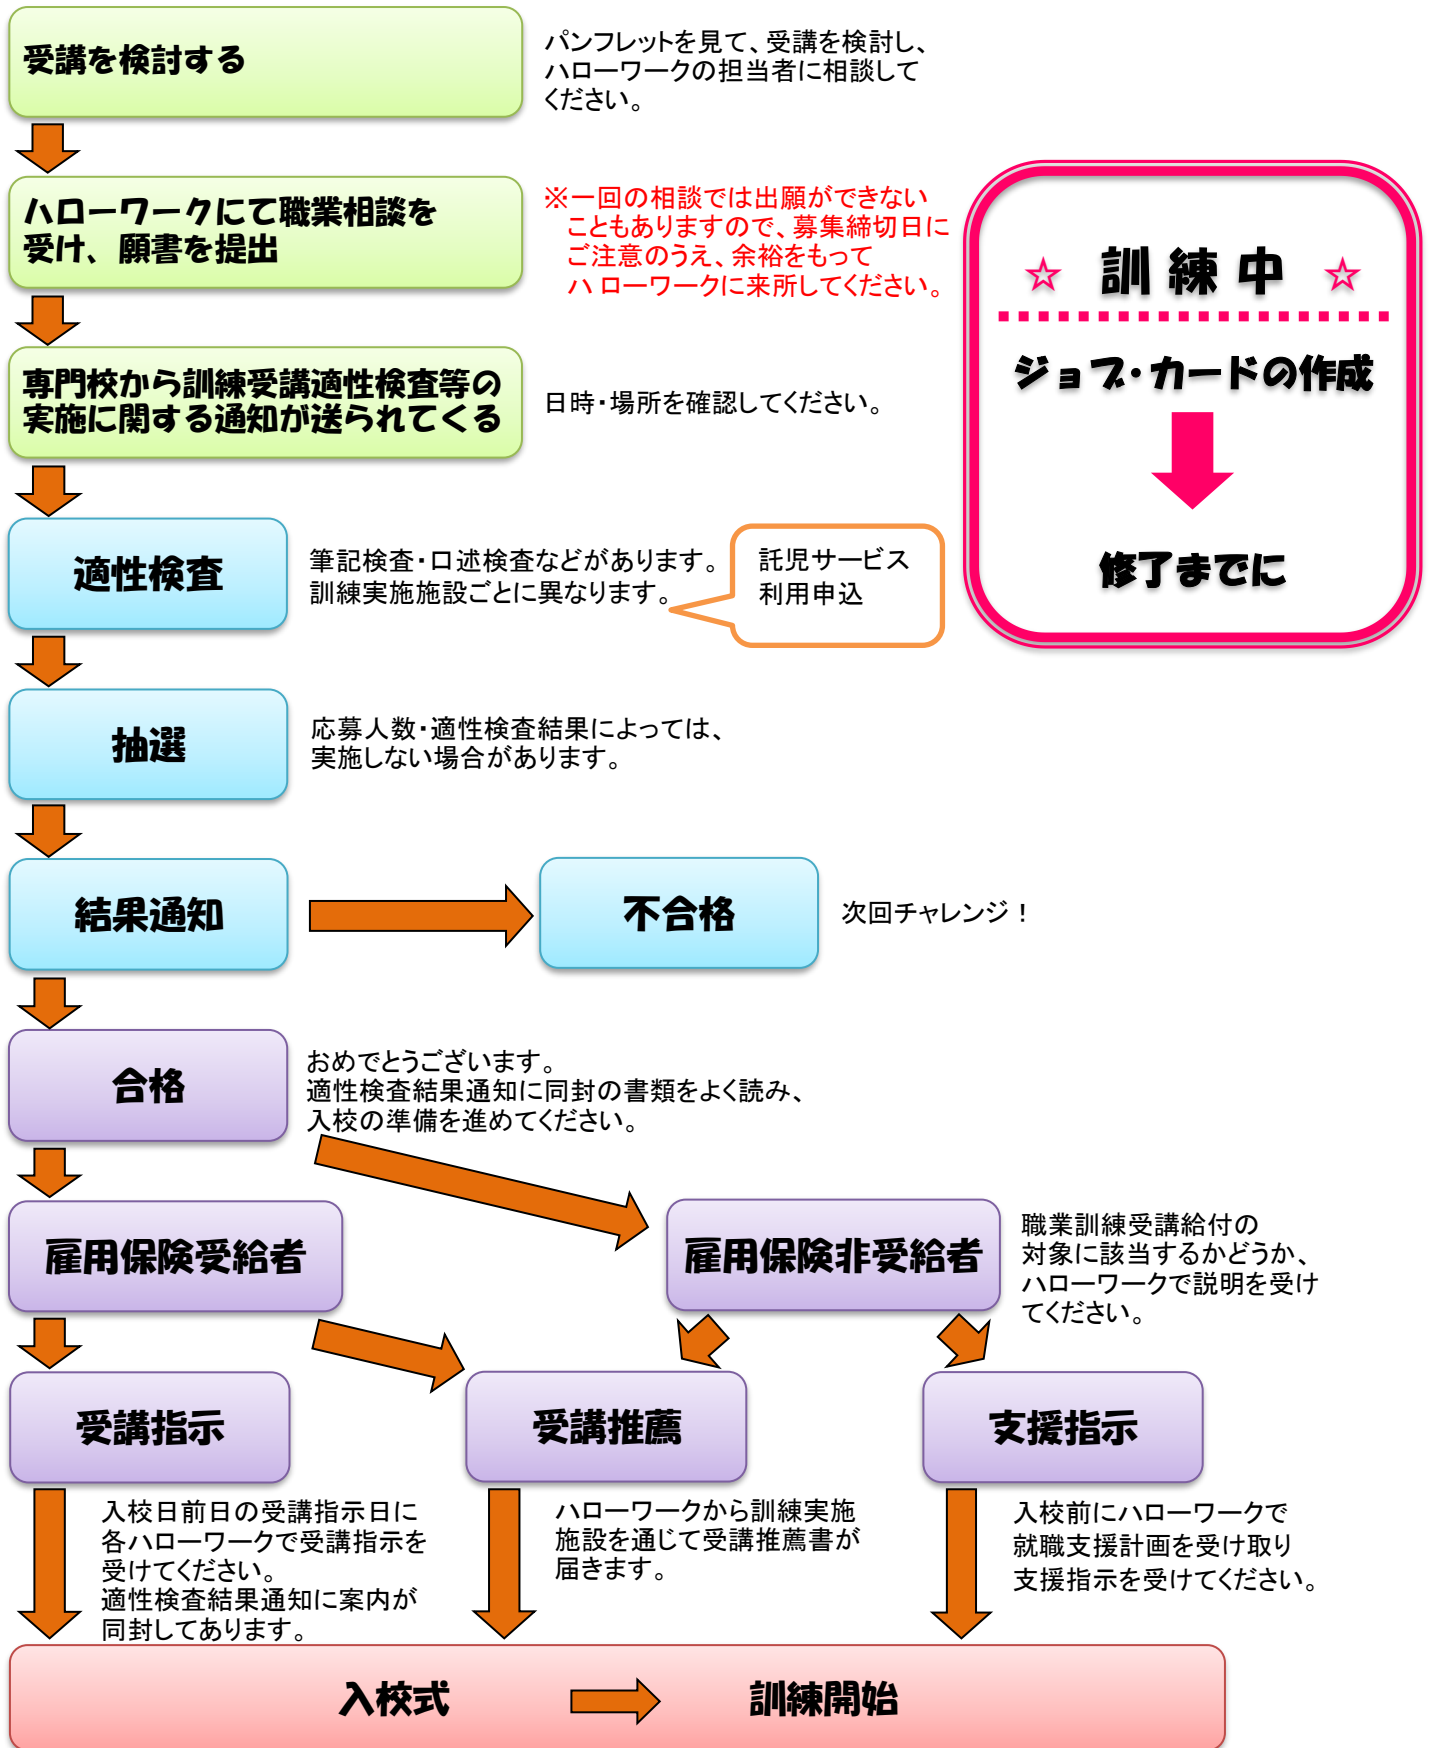 受講を検討する
パンフレットを見て、受講を検討し、
ハローワークの担当者に相談して
ください。
ハローワークにて職業相談を
受け、願書を提出
※一回の相談では出願ができない
こともありますので、募集締切日に
ご注意のうえ、余裕をもって
ハローワークに来所してください。
☆ 訓練中 ☆
ジョブ・カードの作成
修了までに
専門校から訓練受講適性検査等の
実施に関する通知が送られてくる
日時・場所を確認してください。
適性検査
筆記検査・口述検査などがあります。
訓練実施施設ごとに異なります。
託児サービス
利用申込
抽選
応募人数・適性検査結果によっては、
実施しない場合があります。
結果通知
不合格
次回チャレンジ！
合格
おめでとうございます。
適性検査結果通知に同封の書類をよく読み、
入校の準備を進めてください。
雇用保険受給者
雇用保険非受給者
職業訓練受講給付の
対象に該当するかどうか、
ハローワークで説明を受け
てください。
受講指示
受講推薦
支援指示
入校日前日の受講指示日に
各ハローワークで受講指示を
受けてください。
適性検査結果通知に案内が
同封してあります。
ハローワークから訓練実施
施設を通じて受講推薦書が
届きます。
入校前にハローワークで
就職支援計画を受け取り
支援指示を受けてください。
入校式
訓練開始